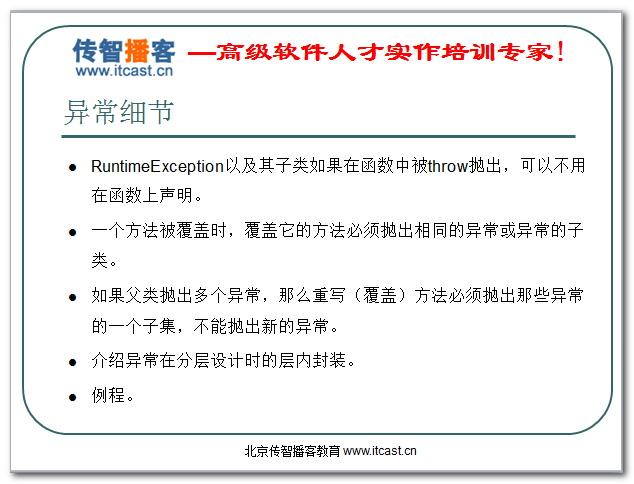 传智播客 —高级软件人才实作培训专家!
www.itcast.cn
异常细节
● RuntimeException以及其子类如果在函数中被throw抛出，可以不用
在函数上声明。
● 一个方法被覆盖时，覆盖它的方法必须抛出相同的异常或异常的子
类。
● 如果父类抛出多个异常，那么重写（覆盖）方法必须抛出那些异常
的一个子集，不能抛出新的异常。
● 介绍异常在分层设计时的层内封装。
● 例程。
北京传智播客教育 www.itcast.cn